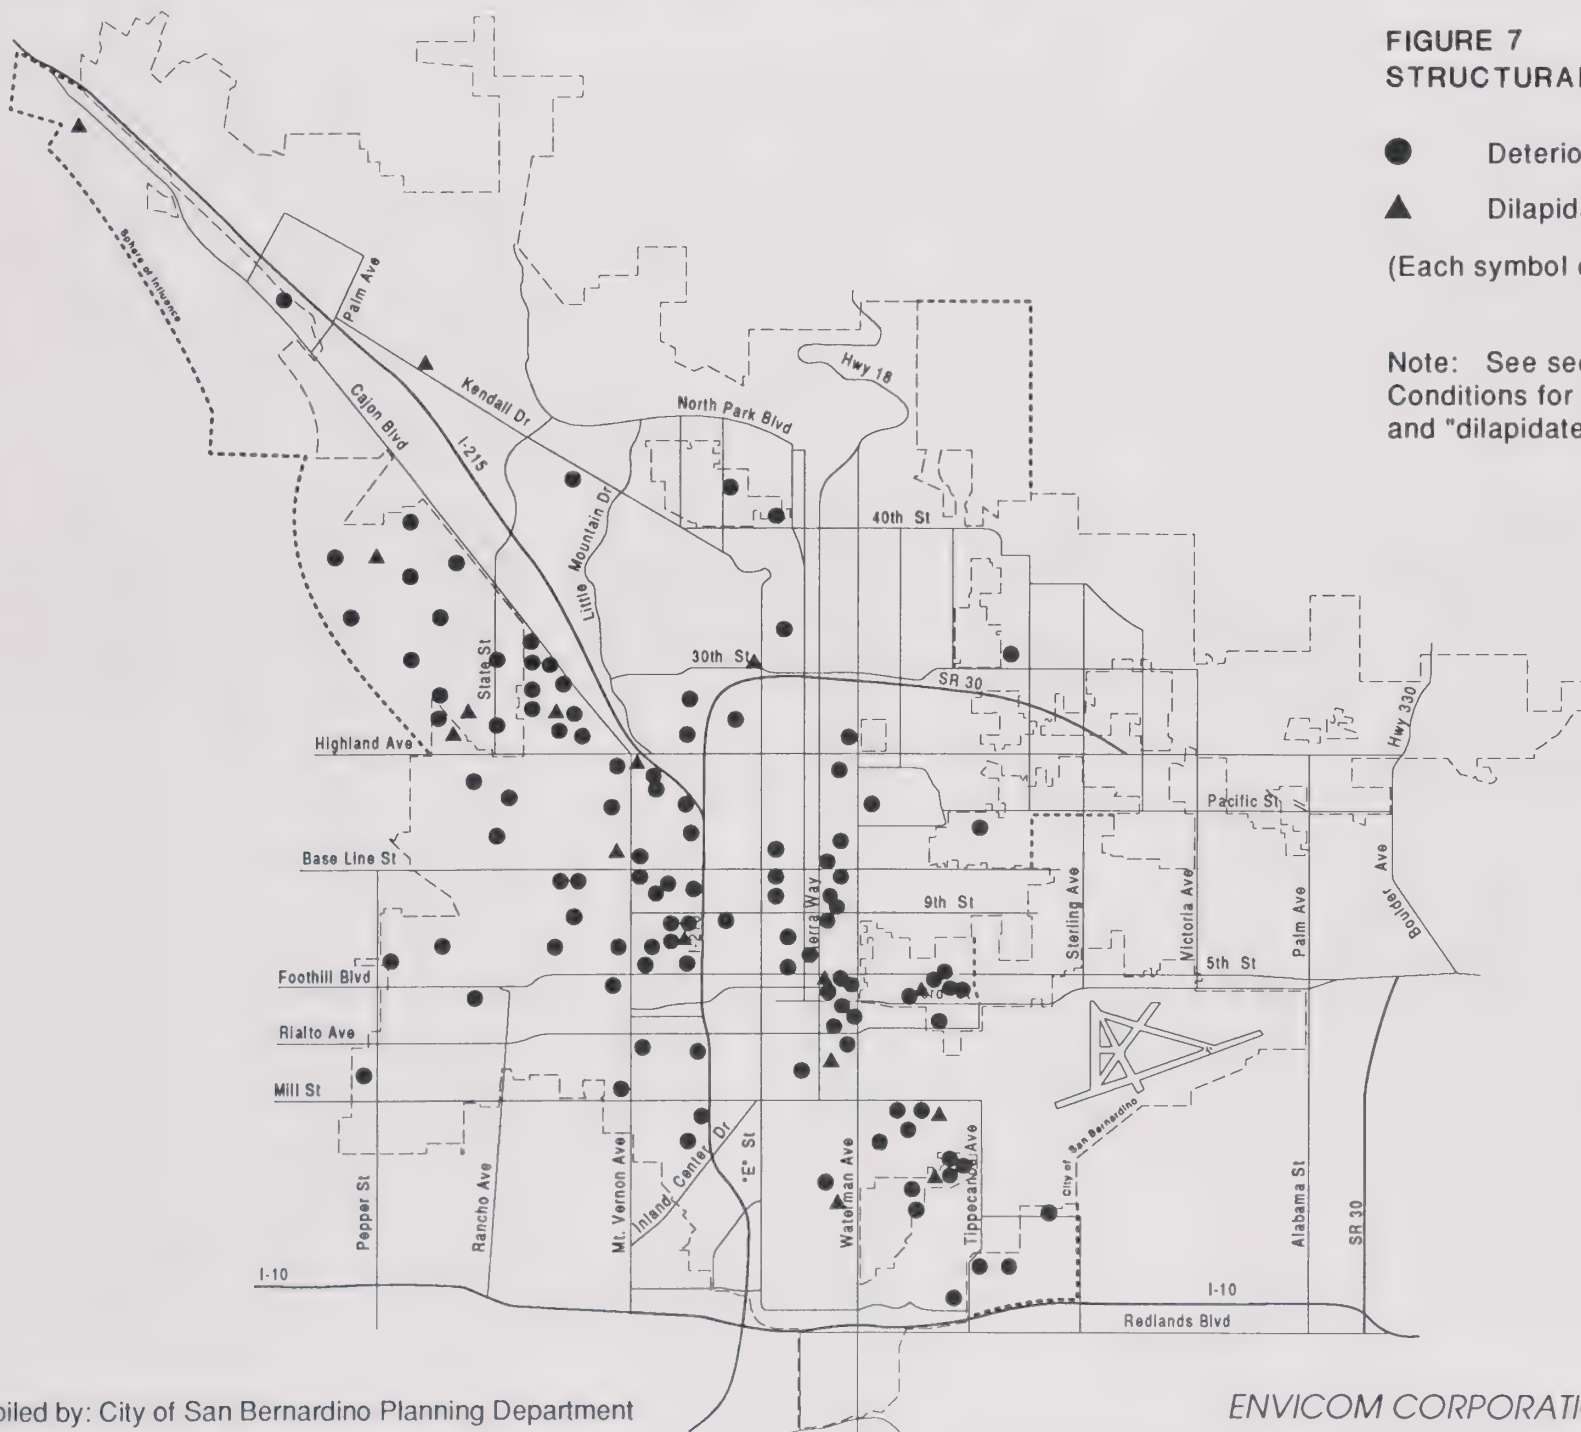 FIGURE 7
STRUCTURAL
Deterio
Dilapid
(Each symbol
Note: See sec
Conditions for
and "dilapidate
Sphere of Influence
Palm Ave
Kendall Dr
Cajon Blvd
I-215
Hwy 18
North Park Blvd
Little Mountain Dr
40th St
State St
30th St
SR 30
Hwy 330
Highland Ave
Pacific St
Base Line St
Boulder Ave
9th St
Sterling Ave
Victoria Ave
Palm Ave
Foothill Blvd
5th St
Rialto Ave
Mill St
City of San Bernardino
Pepper St
Rancho Ave
Mt. Vernon Ave
Inland Center Dr
"E" St
Waterman Ave
Tippecanoe Ave
Alabama St
SR 30
I-10
I-10
Redlands Blvd
piled by: City of San Bernardino Planning Department
ENVICOM CORPORATI